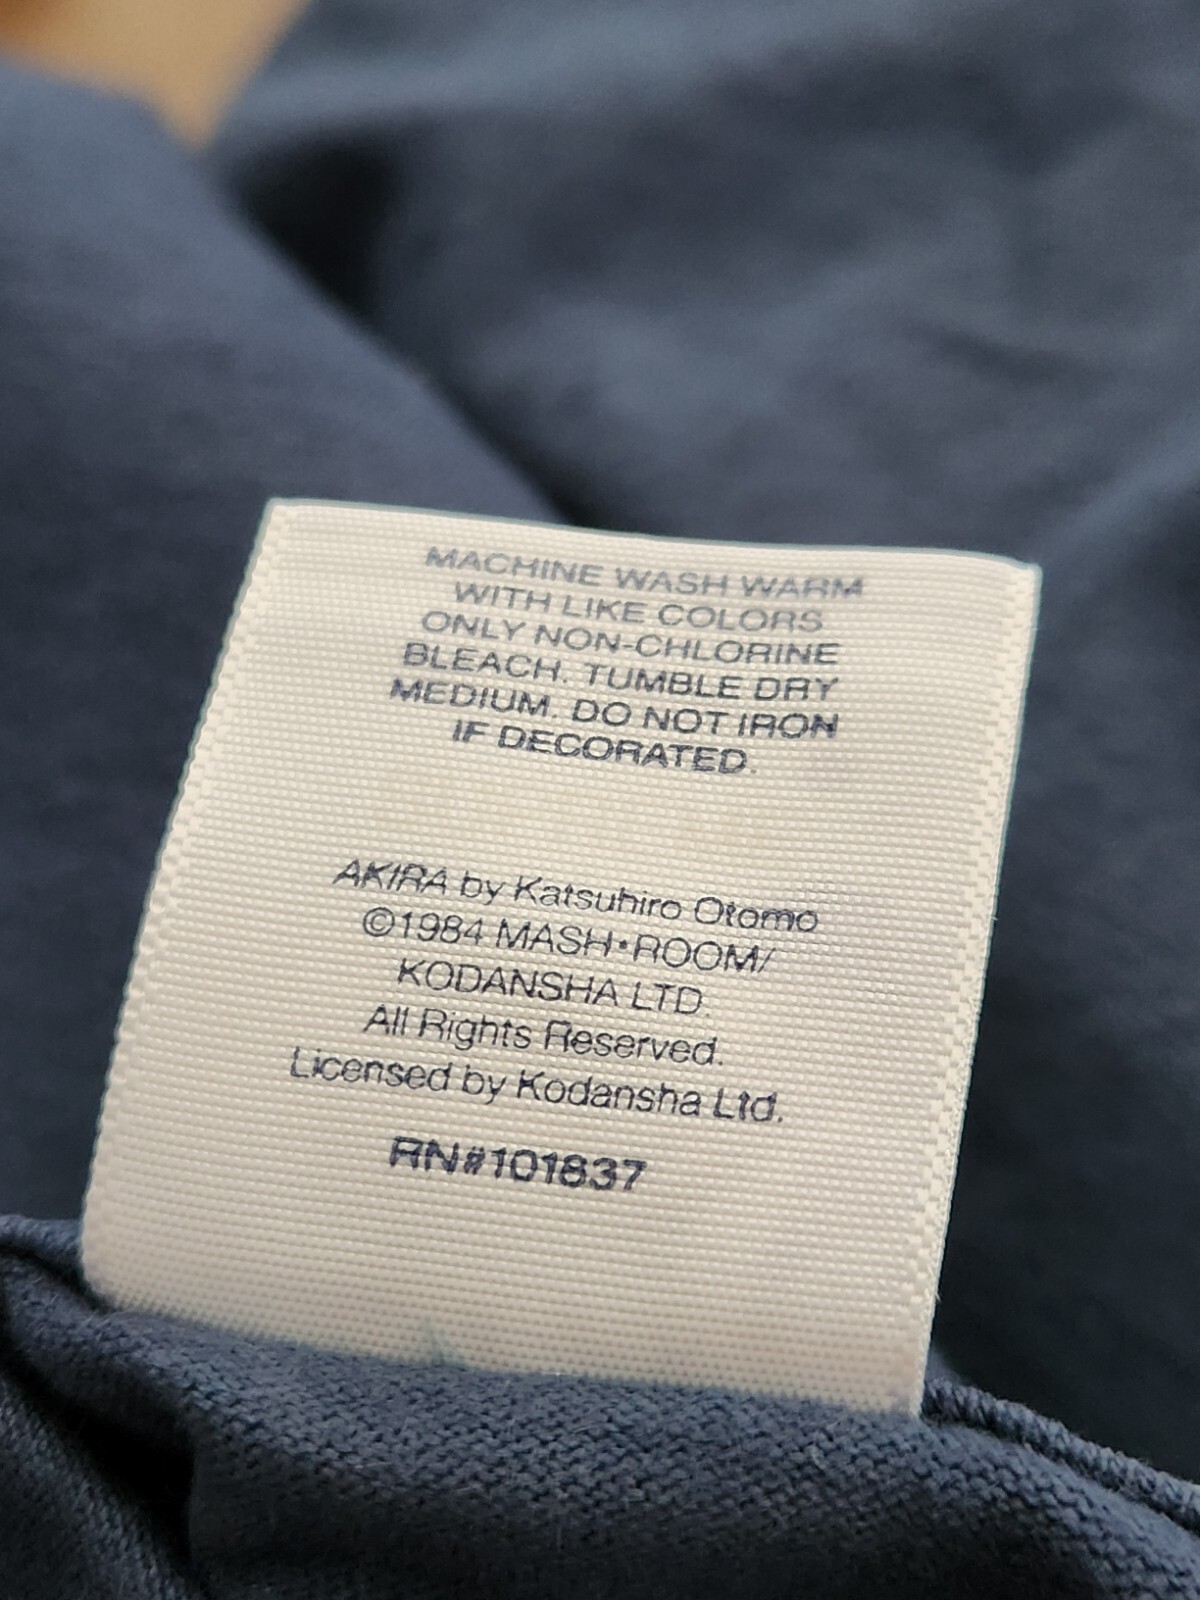 MACHINE WASH WARM
WITH LIKE COLORS
ONLY NON-CHLORINE
BLEACH. TUMBLE DRY
MEDIUM. DO NOT IRON
IF DECORATED.
AKIRA by Katsuhiro Otomo
©1984 MASH•ROOM/
KODANSHA LTD.
All Rights Reserved.
Licensed by Kodansha Ltd.
RN#101837